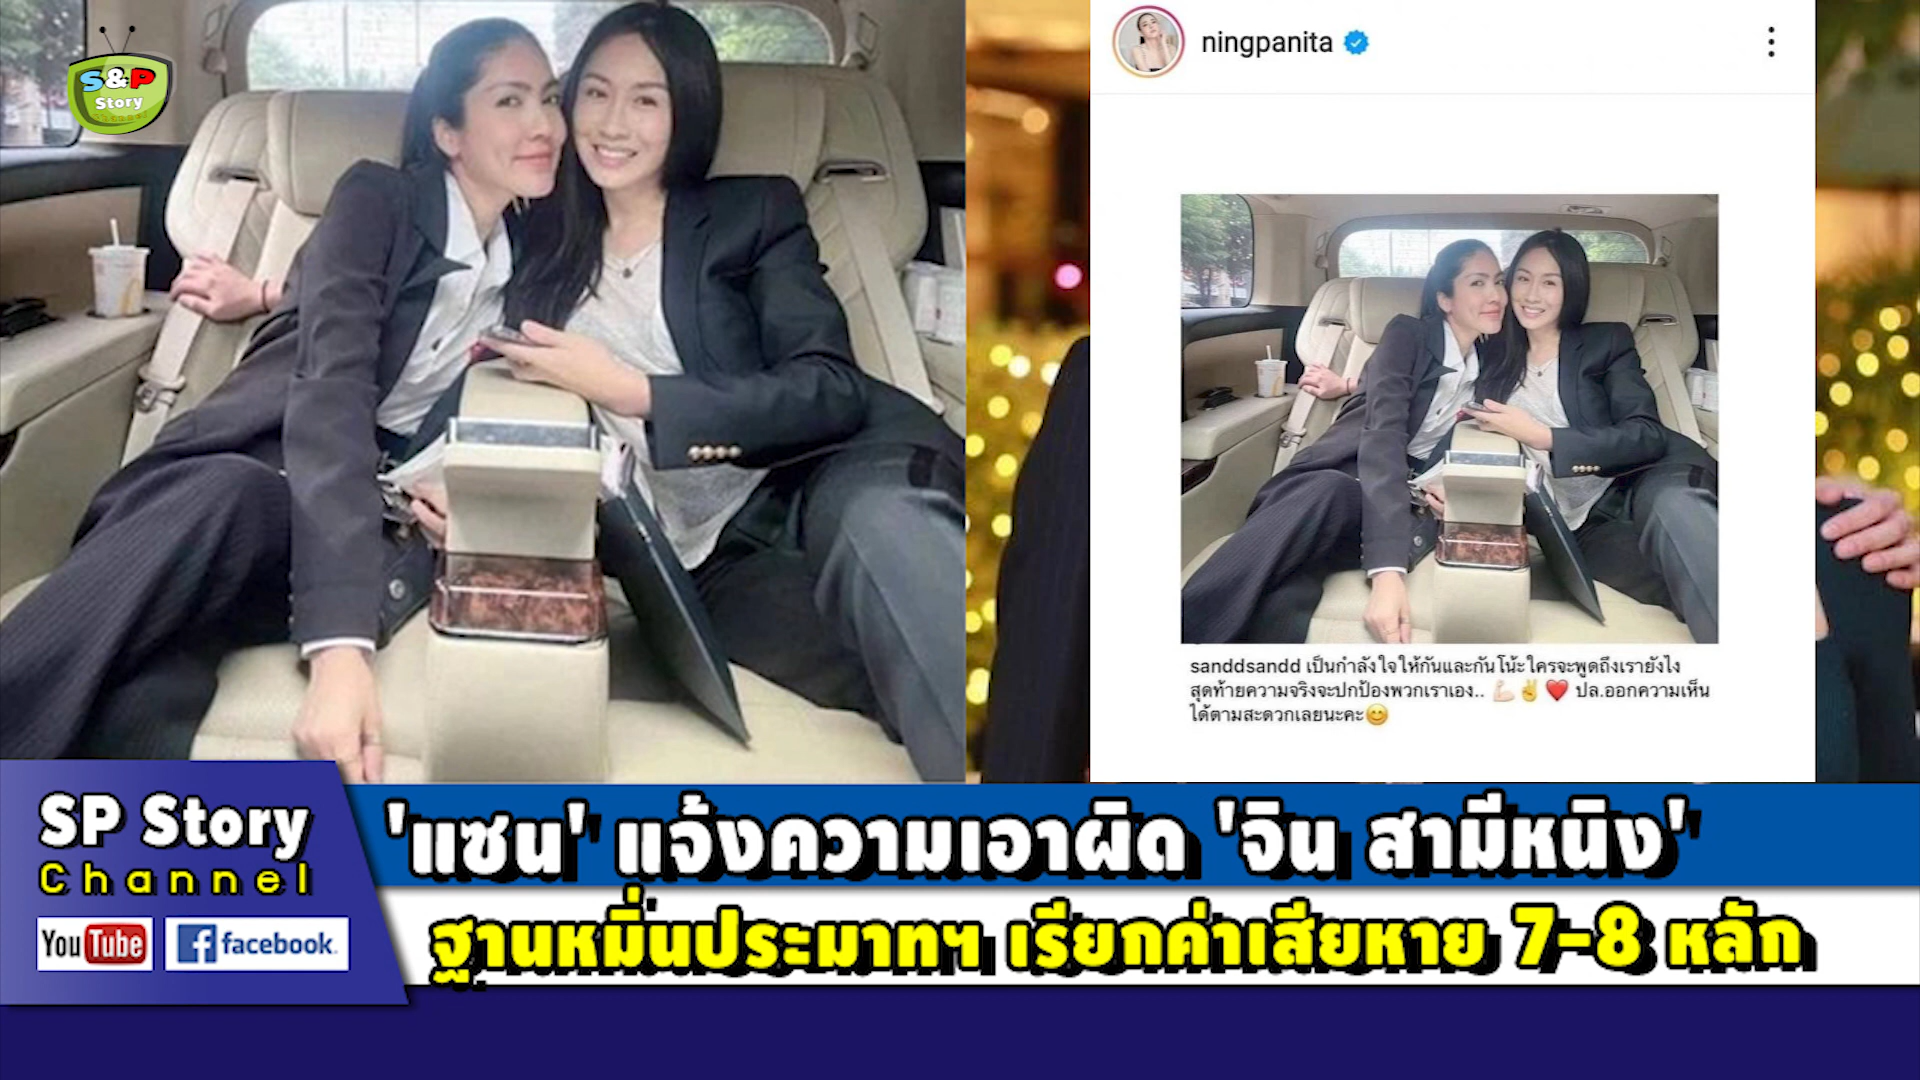 S&P
Story
Channel
ningpanita
sanddsandd เป็นกำลังใจให้กันและกันโน้ะใครจะพูดถึงเรายังไง
สุดท้ายความจริงจะปกป้องพวกเราเอง.. 💪✌️❤️ ปล.ออกความเห็น
ได้ตามสะดวกเลยนะคะ😊
SP Story
Channel
YouTube
facebook.
'แซน' แจ้งความเอาผิด 'จิน สามีหนิง'
ฐานหมิ่นประมาทฯ เรียกค่าเสียหาย 7-8 หลัก